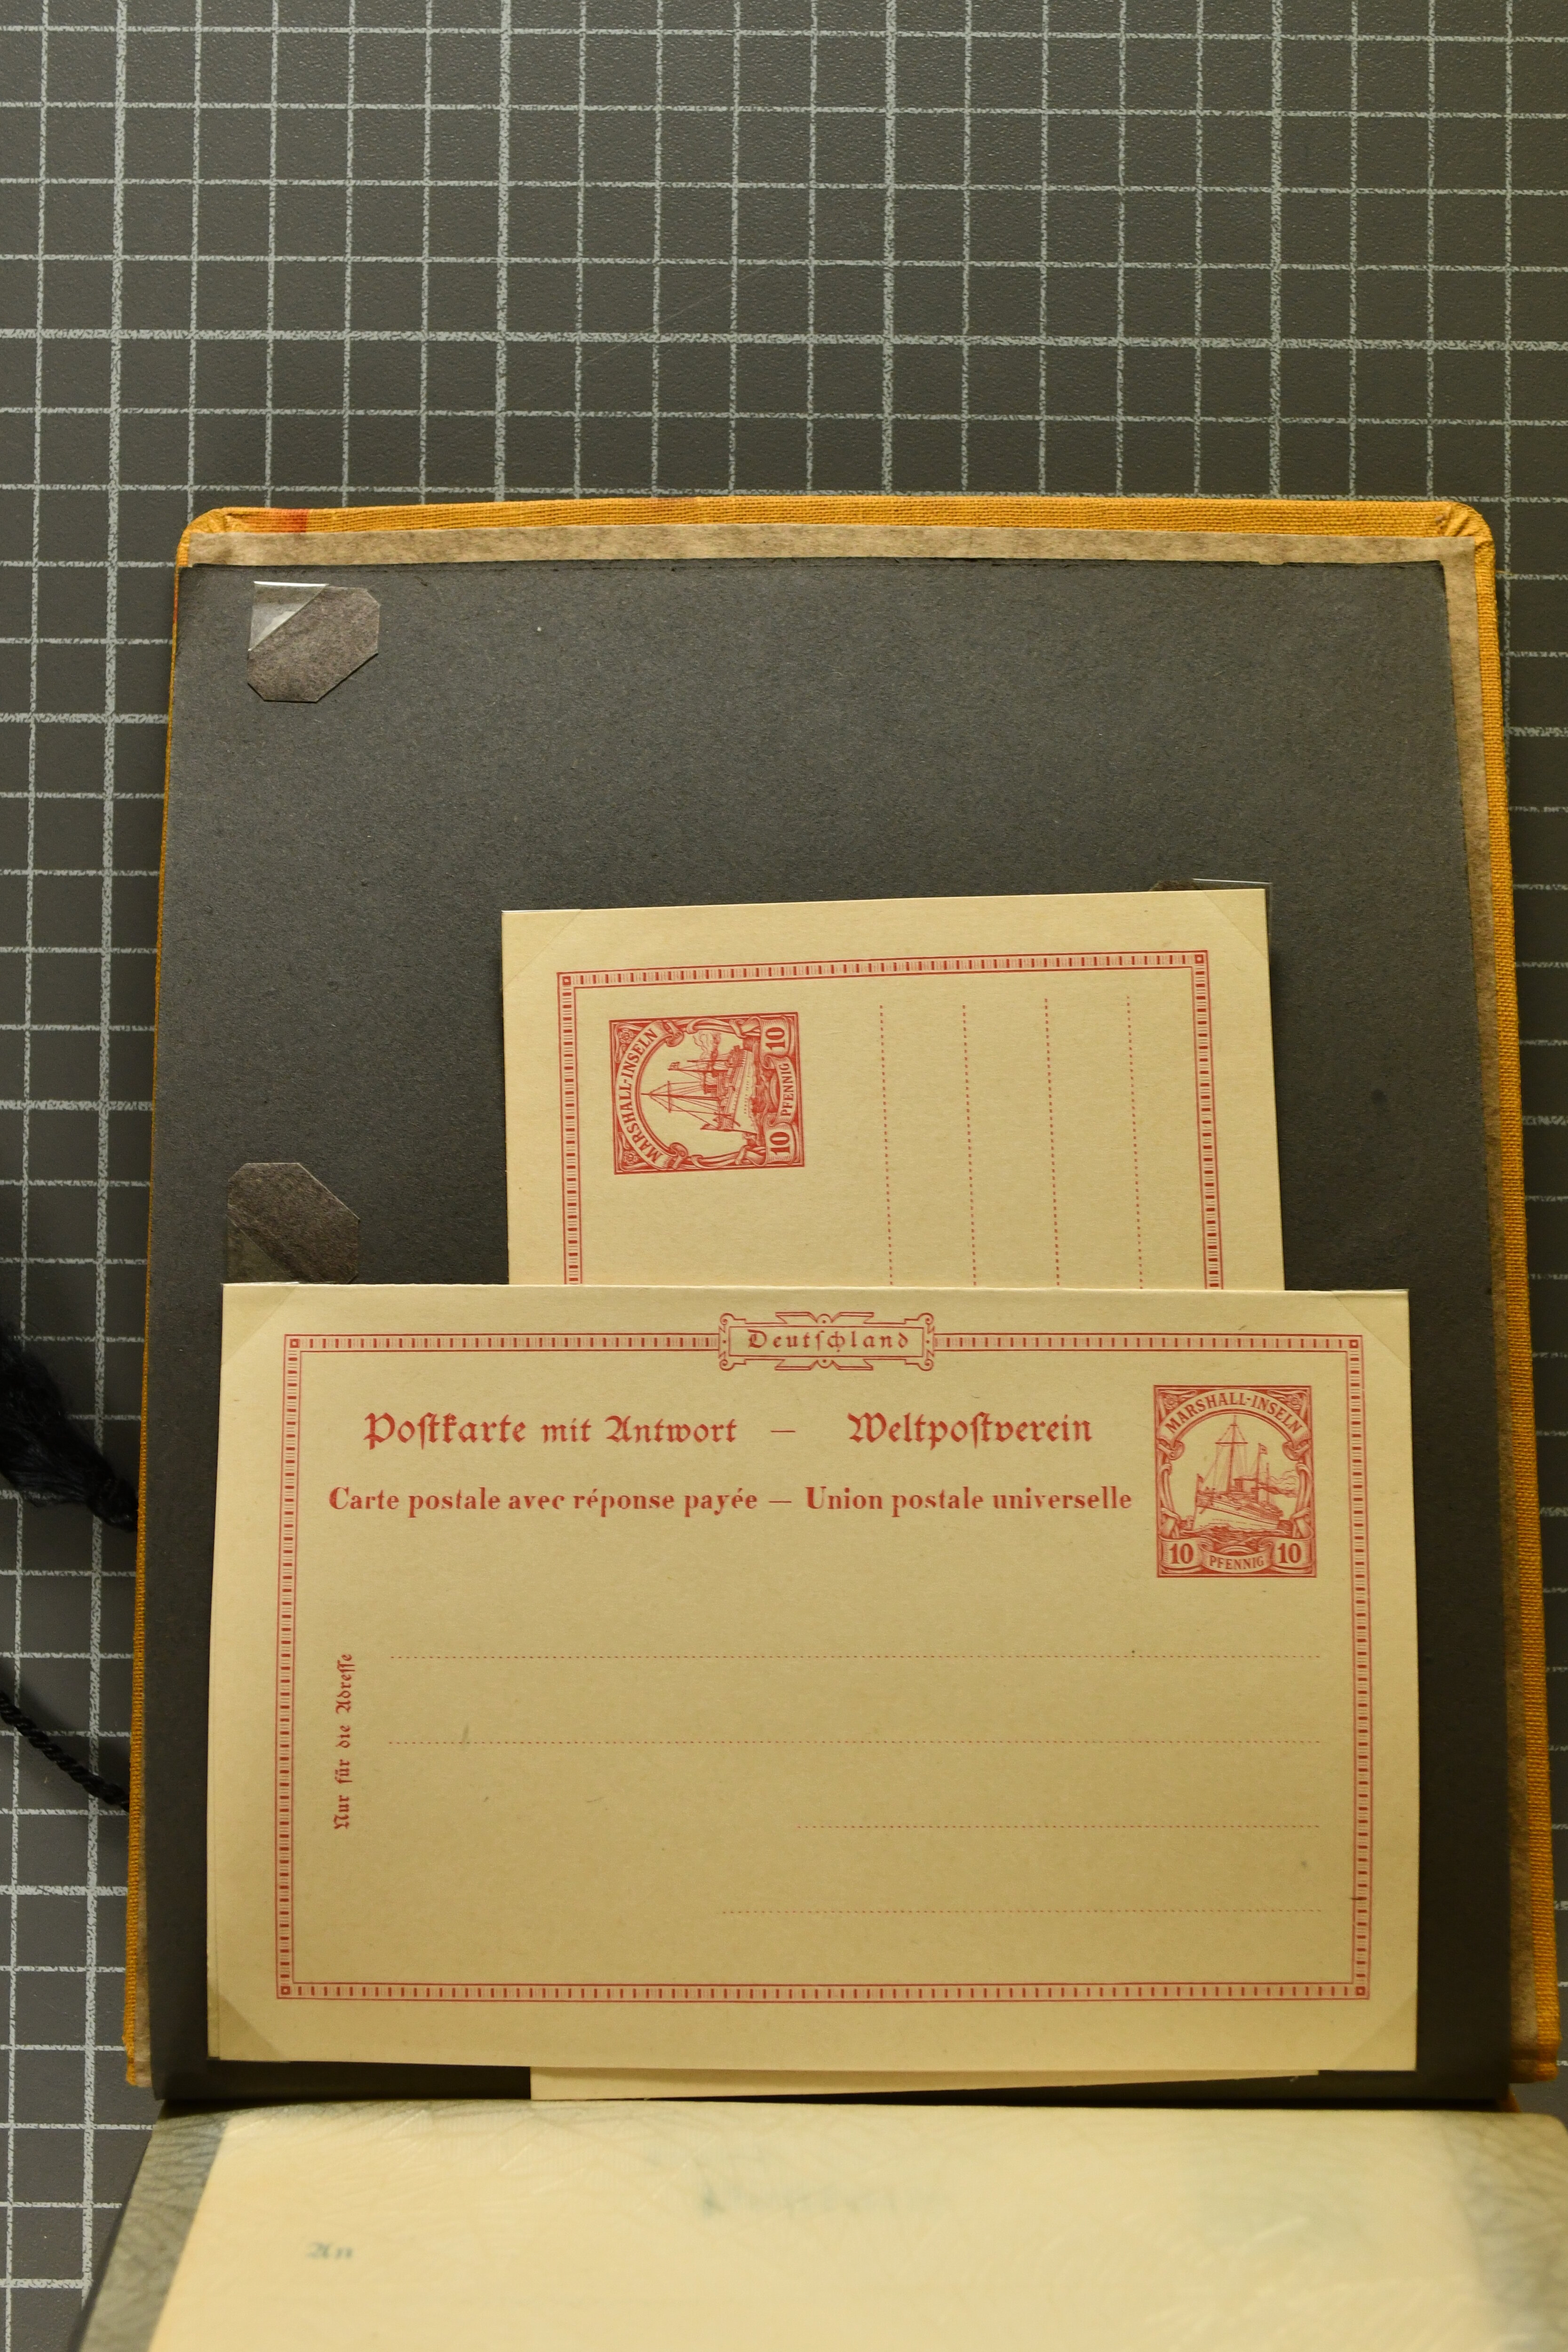 MARSHALL-INSELN
10 PFENNIG 10
Deutſchland
Poſtkarte mit Antwort — Weltpoſtverein
Carte postale avec réponse payée — Union postale universelle
MARSHALL-INSELN
10 PFENNIG 10
Nur für die Adreſſe
An